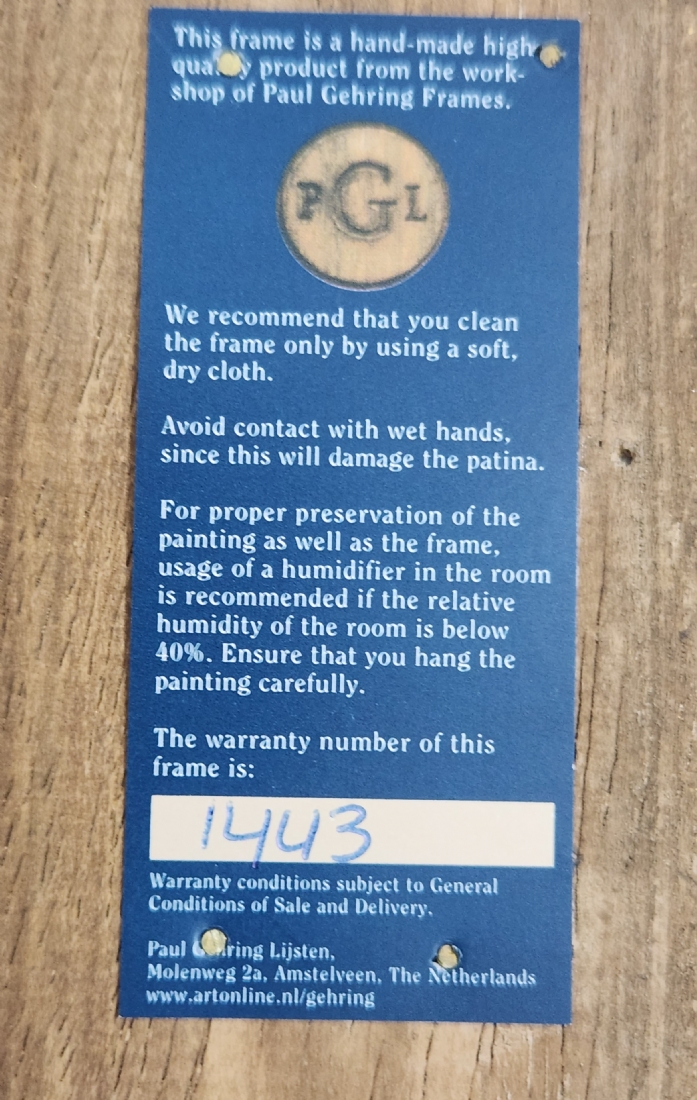 This frame is a hand-made high
quality product from the work-
shop of Paul Gehring Frames.
P G L
We recommend that you clean
the frame only by using a soft,
dry cloth.
Avoid contact with wet hands,
since this will damage the patina.
For proper preservation of the
painting as well as the frame,
usage of a humidifier in the room
is recommended if the relative
humidity of the room is below
40%. Ensure that you hang the
painting carefully.
The warranty number of this
frame is:
1443
Warranty conditions subject to General
Conditions of Sale and Delivery.
Paul Gehring Lijsten,
Molenweg 2a, Amstelveen, The Netherlands
www.artonline.nl/gehring